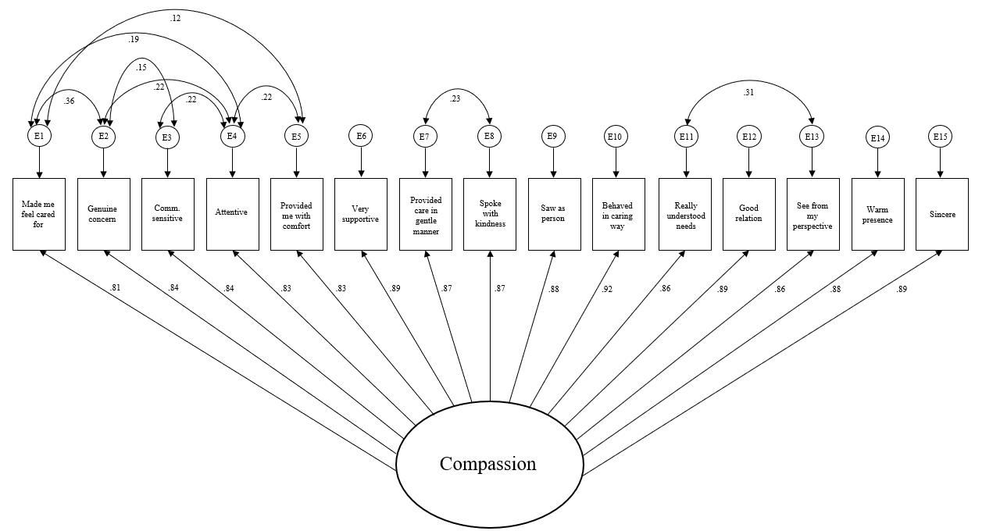 .12
.19
.15
.22
.36
.22
.22
.23
.31
E1
E2
E3
E4
E5
E6
E7
E8
E9
E10
E11
E12
E13
E14
E15
Made me
feel cared
for
Genuine
concern
Comm.
sensitive
Attentive
Provided
me with
comfort
Very
supportive
Provided
care in
gentle
manner
Spoke
with
kindness
Saw as
person
Behaved
in caring
way
Really
understood
needs
Good
relation
See from
my
perspective
Warm
presence
Sincere
.81
.84
.84
.83
.83
.89
.87
.87
.88
.92
.86
.89
.86
.88
.89
Compassion